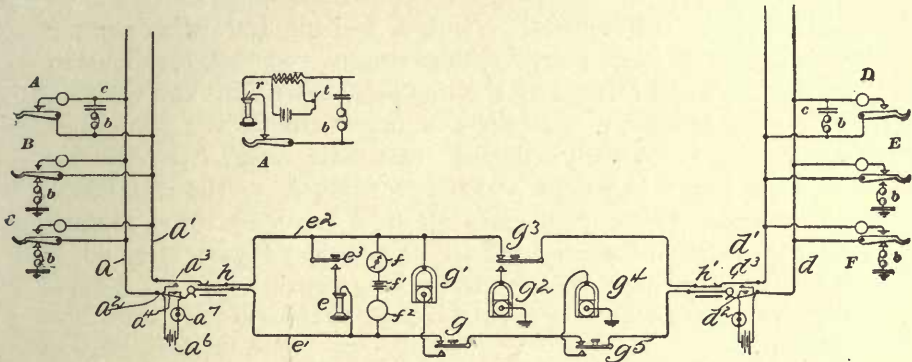 A c b
r t b
A
D c b
B b
E b
C b
F b
a a' a³
d' d d³
e2 e³ e e'
f f' f²
g' g g³ g² g⁴ g5
h h'
a² a⁴ a⁷ a⁶
d²